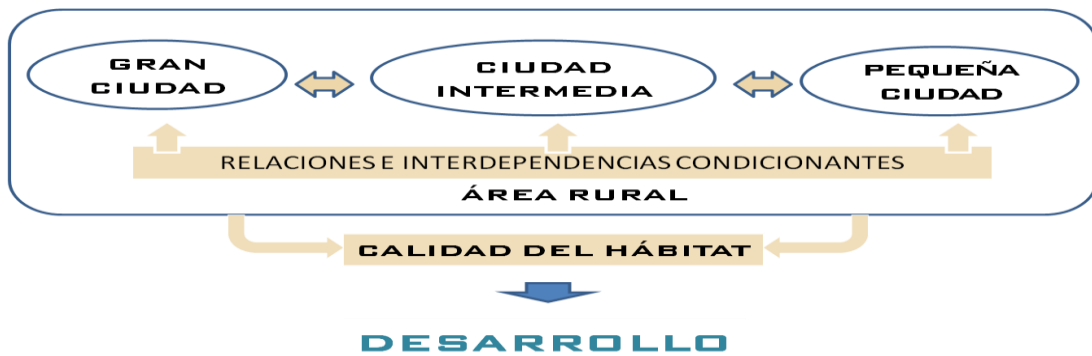 GRAN
CIUDAD
CIUDAD
INTERMEDIA
PEQUEÑA
CIUDAD
RELACIONES E INTERDEPENDENCIAS CONDICIONANTES
ÁREA RURAL
CALIDAD DEL HÁBITAT
DESARROLLO